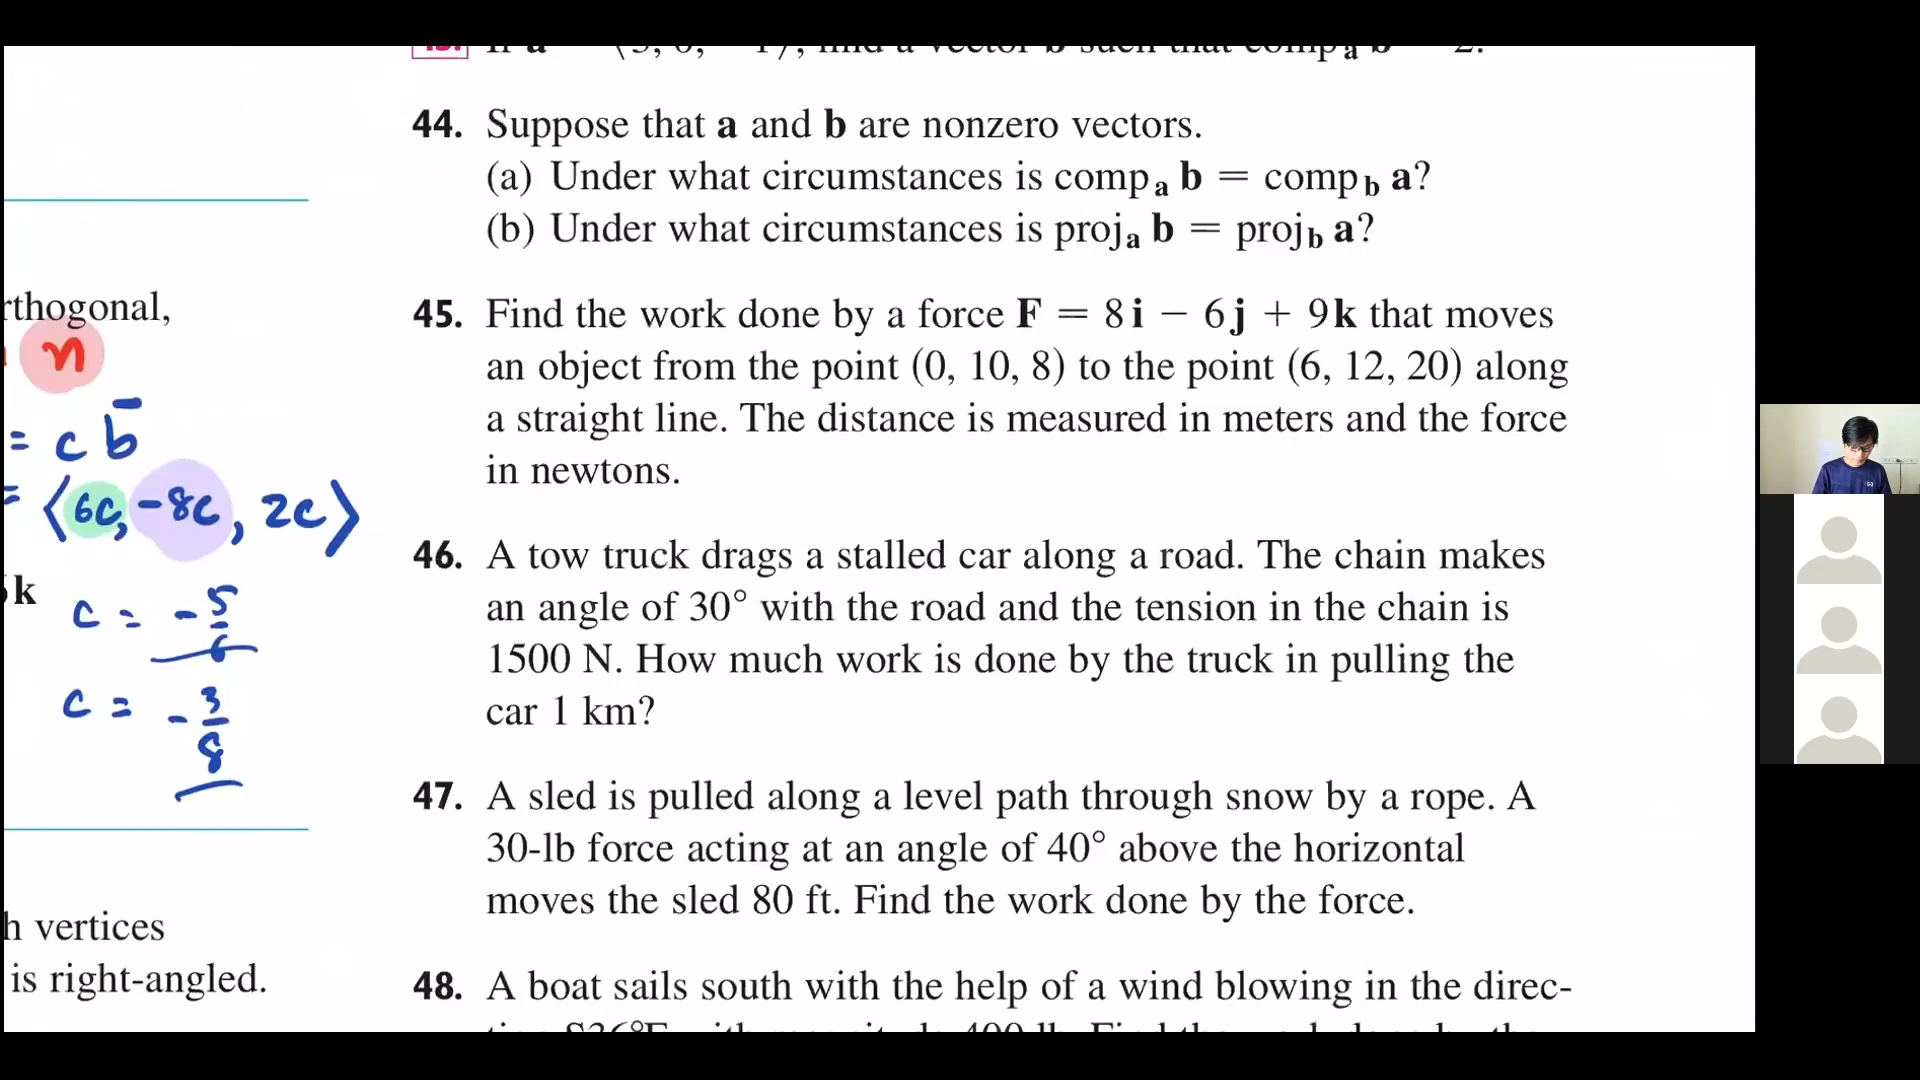 44. Suppose that a and b are nonzero vectors.
(a) Under what circumstances is comp_a b = comp_b a?
(b) Under what circumstances is proj_a b = proj_b a?
rthogonal,
n
45. Find the work done by a force F = 8i − 6j + 9k that moves
an object from the point (0, 10, 8) to the point (6, 12, 20) along
a straight line. The distance is measured in meters and the force
in newtons.
= c b̄
= ⟨6c, -8c, 2c⟩
k
c = -5/6
c = -3/8
46. A tow truck drags a stalled car along a road. The chain makes
an angle of 30° with the road and the tension in the chain is
1500 N. How much work is done by the truck in pulling the
car 1 km?
47. A sled is pulled along a level path through snow by a rope. A
30-lb force acting at an angle of 40° above the horizontal
moves the sled 80 ft. Find the work done by the force.
h vertices
is right-angled.
48. A boat sails south with the help of a wind blowing in the direc-